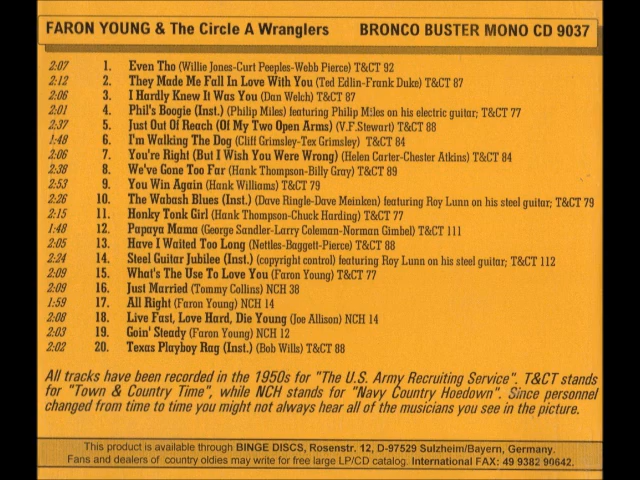 FARON YOUNG & The Circle A Wranglers BRONCO BUSTER MONO CD 9037
2:07 1. Even Tho (Willie Jones-Curt Peeples-Webb Pierce) T&CT 92
2:12 2. They Made Me Fall In Love With You (Ted Edlin-Frank Duke) T&CT 87
2:06 3. I Hardly Knew It Was You (Dan Welch) T&CT 87
2:01 4. Phil's Boogie (Inst.) (Philip Miles) featuring Philip Miles on his electric guitar; T&CT 77
2:37 5. Just Out Of Reach (Of My Two Open Arms) (V.F.Stewart) T&CT 88
1:48 6. I'm Walking The Dog (Cliff Grimsley-Tex Grimsley) T&CT 84
2:06 7. You're Right (But I Wish You Were Wrong) (Helen Carter-Chester Atkins) T&CT 84
2:38 8. We've Gone Too Far (Hank Thompson-Billy Gray) T&CT 89
2:53 9. You Win Again (Hank Williams) T&CT 79
2:26 10. The Wabash Blues (Inst.) (Dave Ringle-Dave Meinken) featuring Roy Lunn on his steel guitar; T&CT 79
2:15 11. Honky Tonk Girl (Hank Thompson-Chuck Harding) T&CT 77
1:48 12. Papaya Mama (George Sandler-Larry Coleman-Norman Gimbel) T&CT 111
2:05 13. Have I Waited Too Long (Nettles-Baggett-Pierce) T&CT 88
2:24 14. Steel Guitar Jubilee (Inst.) (copyright control) featuring Roy Lunn on his steel guitar; T&CT 112
2:09 15. What's The Use To Love You (Faron Young) T&CT 77
2:09 16. Just Married (Tommy Collins) NCH 38
1:59 17. All Right (Faron Young) NCH 14
2:08 18. Live Fast, Love Hard, Die Young (Joe Allison) NCH 14
2:03 19. Goin' Steady (Faron Young) NCH 12
2:02 20. Texas Playboy Rag (Inst.) (Bob Wills) T&CT 88
All tracks have been recorded in the 1950s for "The U.S. Army Recruiting Service". T&CT stands
for "Town & Country Time", while NCH stands for "Navy Country Hoedown". Since personnel
changed from time to time you might not always hear all of the musicians you see in the picture.
This product is available through BINGE DISCS, Rosenstr. 12, D-97529 Sulzheim/Bayern, Germany.
Fans and dealers of country oldies may write for free large LP/CD catalog. International FAX: 49 9382 90642.